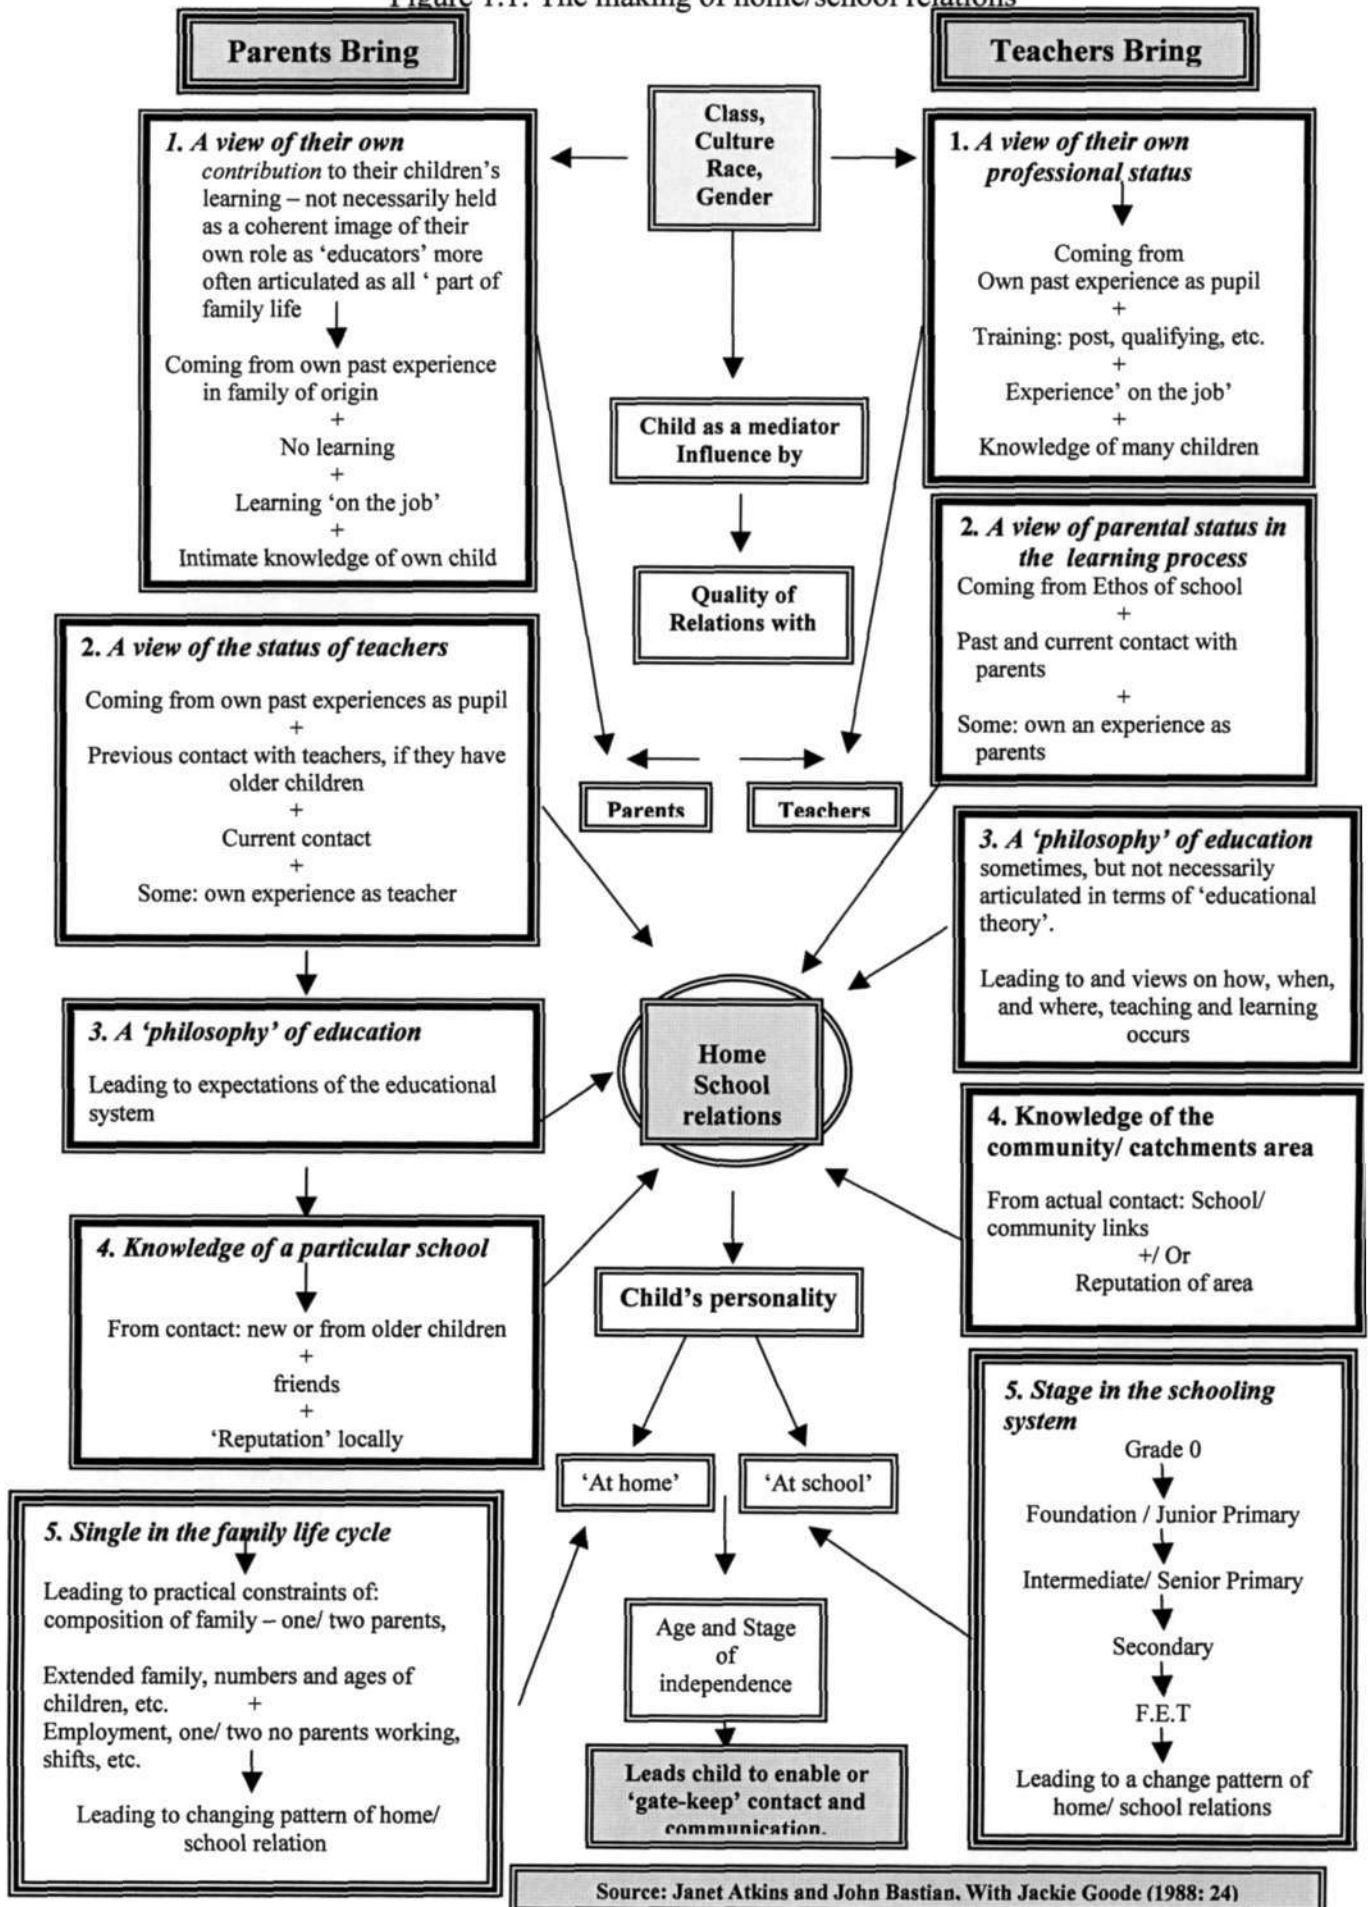 Figure 1.1: The making of home/school relations
Parents Bring
1. A view of their own
contribution to their children's
learning – not necessarily held
as a coherent image of their
own role as 'educators' more
often articulated as all ' part of
family life
Coming from own past experience
in family of origin
+
No learning
+
Learning 'on the job'
+
Intimate knowledge of own child
2. A view of the status of teachers
Coming from own past experiences as pupil
+
Previous contact with teachers, if they have
older children
+
Current contact
+
Some: own experience as teacher
3. A 'philosophy' of education
Leading to expectations of the educational
system
4. Knowledge of a particular school
From contact: new or from older children
+
friends
+
'Reputation' locally
5. Single in the family life cycle
Leading to practical constraints of:
composition of family – one/ two parents,
Extended family, numbers and ages of
children, etc. +
Employment, one/ two no parents working,
shifts, etc.
Leading to changing pattern of home/
school relation
Class,
Culture
Race,
Gender
Child as a mediator
Influence by
Quality of
Relations with
Parents
Teachers
Home
School
relations
Child's personality
'At home'
'At school'
Age and Stage
of
independence
Leads child to enable or
'gate-keep' contact and
communication.
Teachers Bring
1. A view of their own
professional status
Coming from
Own past experience as pupil
+
Training: post, qualifying, etc.
+
Experience' on the job'
+
Knowledge of many children
2. A view of parental status in
the learning process
Coming from Ethos of school
+
Past and current contact with
parents
+
Some: own an experience as
parents
3. A 'philosophy' of education
sometimes, but not necessarily
articulated in terms of 'educational
theory'.
Leading to and views on how, when,
and where, teaching and learning
occurs
4. Knowledge of the
community/ catchments area
From actual contact: School/
community links
+/ Or
Reputation of area
5. Stage in the schooling
system
Grade 0
Foundation / Junior Primary
Intermediate/ Senior Primary
Secondary
F.E.T
Leading to a change pattern of
home/ school relations
Source: Janet Atkins and John Bastian. With Jackie Goode (1988: 24)